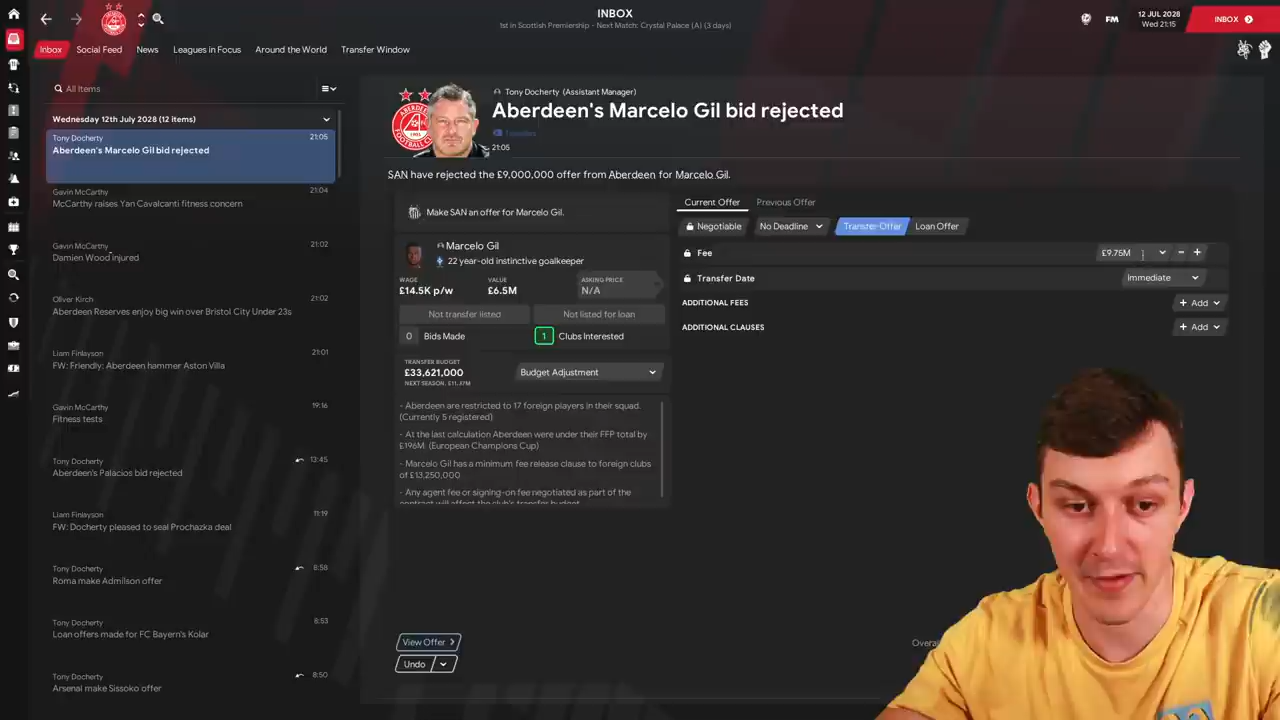 INBOX
1st in Scottish Premiership - Next Match: Crystal Palace (A) (3 days)
FM
12 JUL 2028
Wed 21:15
INBOX
Inbox
Social Feed
News
Leagues in Focus
Around the World
Transfer Window
All Items
Wednesday 12th July 2028 (12 items)
Tony Docherty
21:05
Aberdeen's Marcelo Gil bid rejected
Gavin McCarthy
21:04
McCarthy raises Yan Cavalcanti fitness concern
Gavin McCarthy
21:02
Damien Wood injured
Oliver Kirch
21:02
Aberdeen Reserves enjoy big win over Bristol City Under 23s
Liam Finlayson
21:01
FW: Friendly: Aberdeen hammer Aston Villa
Gavin McCarthy
19:16
Fitness tests
Tony Docherty
13:45
Aberdeen's Palacios bid rejected
Liam Finlayson
11:19
FW: Docherty pleased to seal Prochazka deal
Tony Docherty
8:58
Roma make Admilson offer
Tony Docherty
8:53
Loan offers made for FC Bayern's Kolar
Tony Docherty
8:50
Arsenal make Sissoko offer
Tony Docherty (Assistant Manager)
Aberdeen's Marcelo Gil bid rejected
Transfers
21:05
SAN have rejected the £9,000,000 offer from Aberdeen for Marcelo Gil.
Make SAN an offer for Marcelo Gil.
Marcelo Gil
22 year-old instinctive goalkeeper
WAGE
£14.5K p/w
VALUE
£6.5M
ASKING PRICE
N/A
Not transfer listed
Not listed for loan
0 Bids Made
1 Clubs Interested
TRANSFER BUDGET
£33,621,000
Budget Adjustment
- Aberdeen are restricted to 17 foreign players in their squad.
(Currently 5 registered)
- At the last calculation Aberdeen were under their FFP total by
£196M. (European Champions Cup)
- Marcelo Gil has a minimum fee release clause to foreign clubs
of £13,250,000
- Any agent fee or signing-on fee negotiated as part of the
contract will affect the club's transfer budget.
Current Offer
Previous Offer
Negotiable
No Deadline
Transfer Offer
Loan Offer
Fee
£9.75M
Transfer Date
Immediate
ADDITIONAL FEES
Add
ADDITIONAL CLAUSES
Add
View Offer
Undo